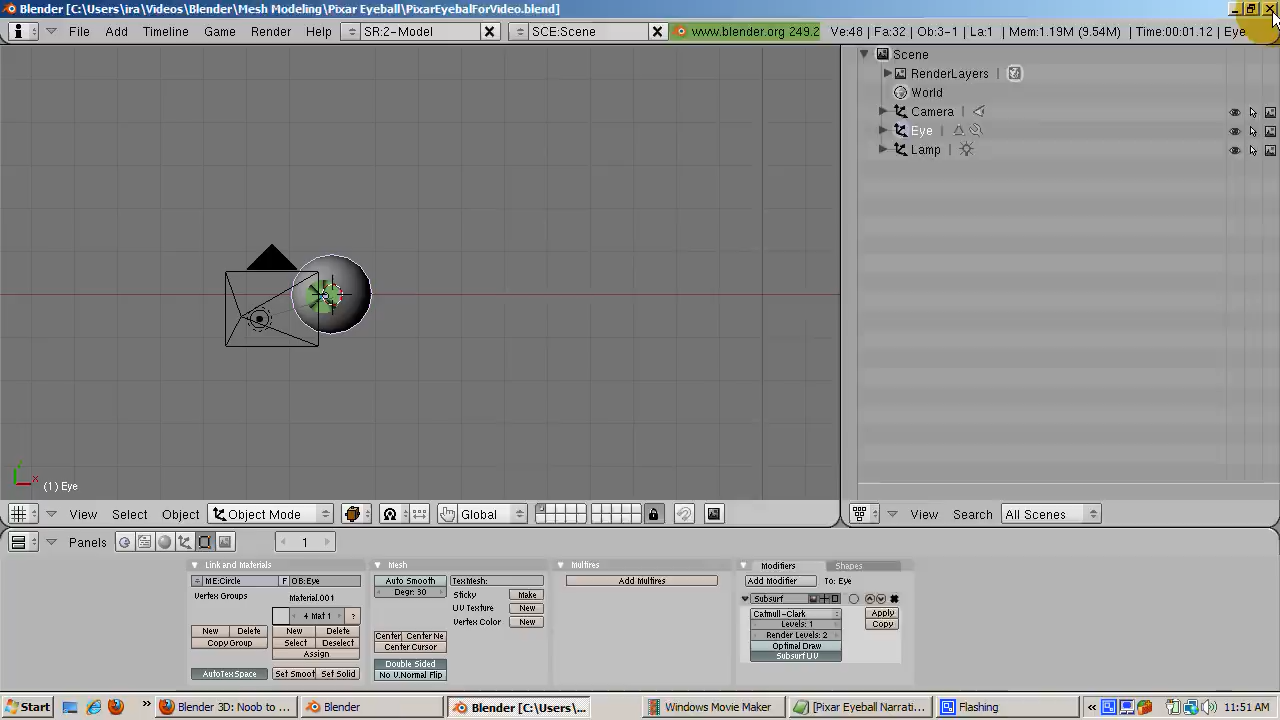 Blender [C:\Users\ira\Videos\Blender\Mesh Modeling\Pixar Eyeball\PixarEyebalForVideo.blend]
File Add Timeline Game Render Help SR:2-Model SCE:Scene www.blender.org 249.2 Ve:48 | Fa:32 | Ob:3-1 | La:1 | Mem:1.19M (9.54M) | Time:00:01.12 | Eye
Scene
RenderLayers
World
Camera
Eye
Lamp
(1) Eye
View Select Object Object Mode Global
View Search All Scenes
Panels 1
Link and Materials Mesh Multires Modifiers Shapes
ME:Circle F OB:Eye Auto Smooth TexMesh: Add Multires Add Modifier To: Eye
Degr: 30
Vertex Groups Material.001 Sticky Make Subsurf
4 Mat 1 ? UV Texture New Catmull-Clark Apply
Vertex Color New Levels: 1 Copy
New Delete New Delete Center Center Ne Render Levels: 2
Copy Group Select Deselect Center Cursor Optimal Draw
Assign Subsurf UV
Double Sided
AutoTexSpace Set Smoot Set Solid No V.Normal Flip
Start » Blender 3D: Noob to ... Blender Blender [C:\Users\... Windows Movie Maker [Pixar Eyeball Narrati... Flashing « 11:51 AM